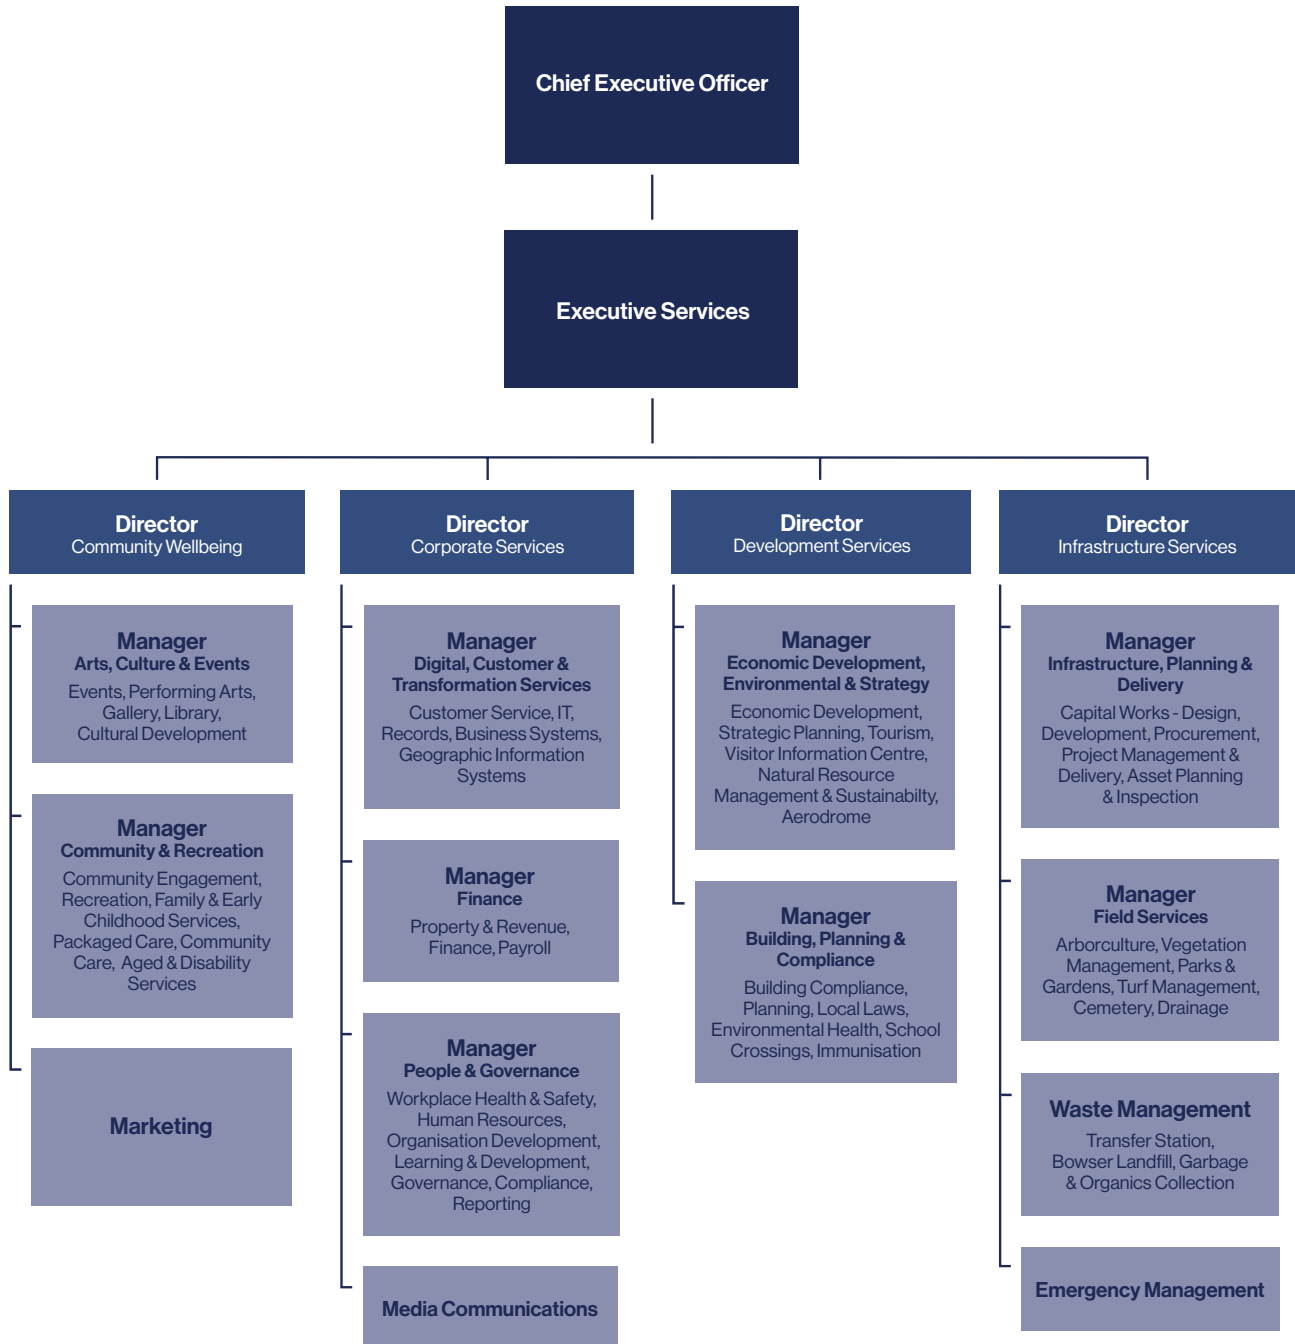 Chief Executive Officer
Executive Services
Director
Community Wellbeing
Manager
Arts, Culture & Events
Events, Performing Arts,
Gallery, Library,
Cultural Development
Manager
Community & Recreation
Community Engagement,
Recreation, Family & Early
Childhood Services,
Packaged Care, Community
Care, Aged & Disability
Services
Marketing
Director
Corporate Services
Manager
Digital, Customer &
Transformation Services
Customer Service, IT,
Records, Business Systems,
Geographic Information
Systems
Manager
Finance
Property & Revenue,
Finance, Payroll
Manager
People & Governance
Workplace Health & Safety,
Human Resources,
Organisation Development,
Learning & Development,
Governance, Compliance,
Reporting
Media Communications
Director
Development Services
Manager
Economic Development,
Environmental & Strategy
Economic Development,
Strategic Planning, Tourism,
Visitor Information Centre,
Natural Resource
Management & Sustainabilty,
Aerodrome
Manager
Building, Planning &
Compliance
Building Compliance,
Planning, Local Laws,
Environmental Health, School
Crossings, Immunisation
Director
Infrastructure Services
Manager
Infrastructure, Planning &
Delivery
Capital Works - Design,
Development, Procurement,
Project Management &
Delivery, Asset Planning
& Inspection
Manager
Field Services
Arborculture, Vegetation
Management, Parks &
Gardens, Turf Management,
Cemetery, Drainage
Waste Management
Transfer Station,
Bowser Landfill, Garbage
& Organics Collection
Emergency Management